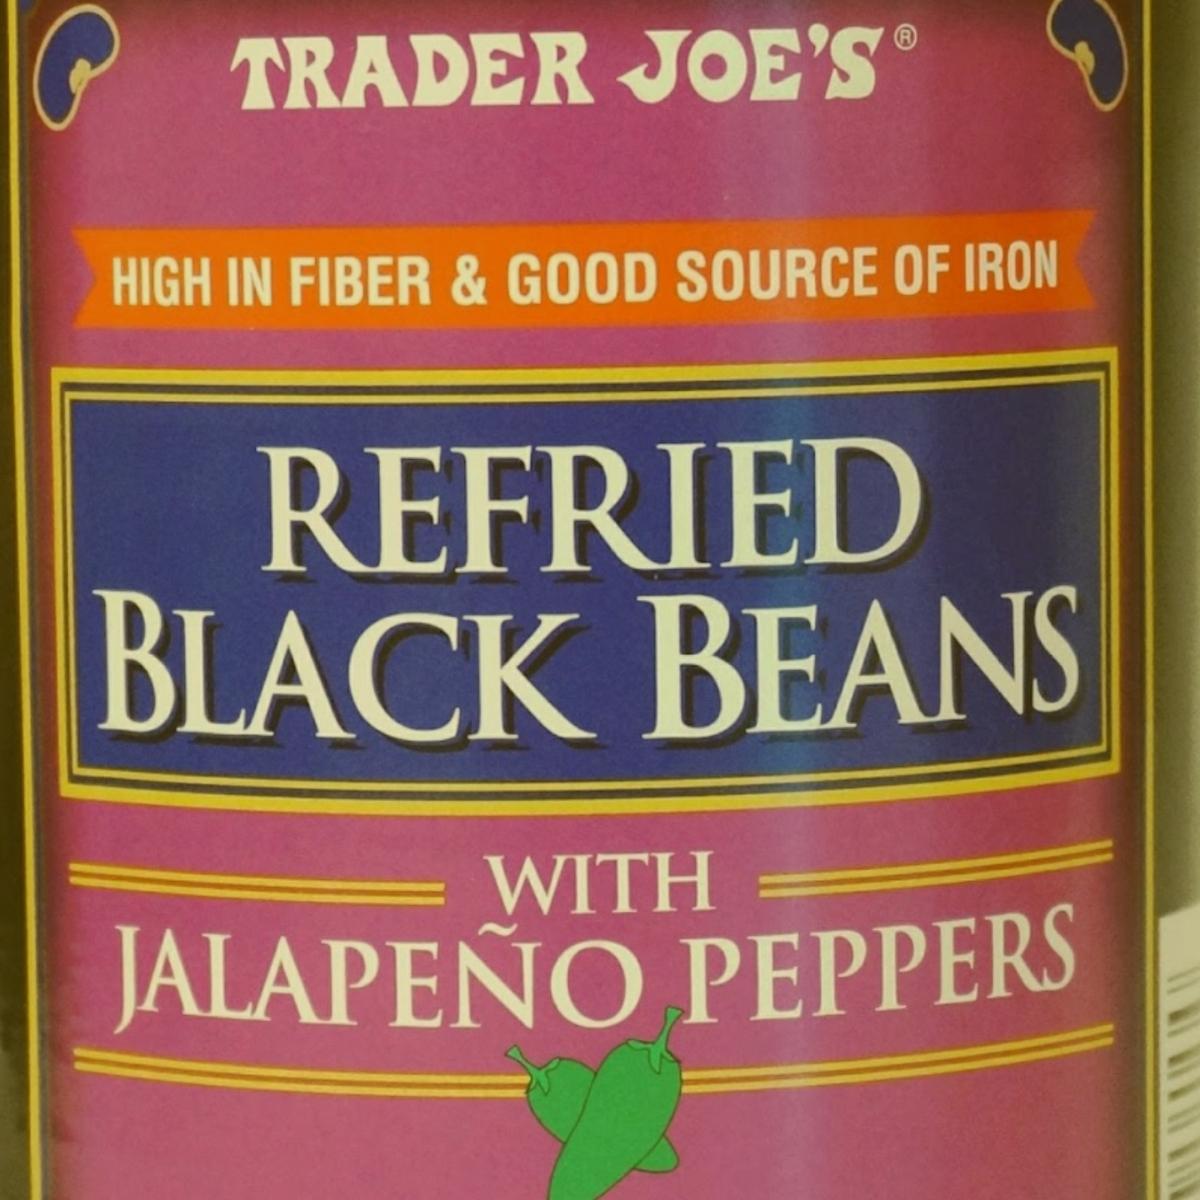 TRADER JOE'S®
HIGH IN FIBER & GOOD SOURCE OF IRON
REFRIED
BLACK BEANS
WITH
JALAPEÑO PEPPERS